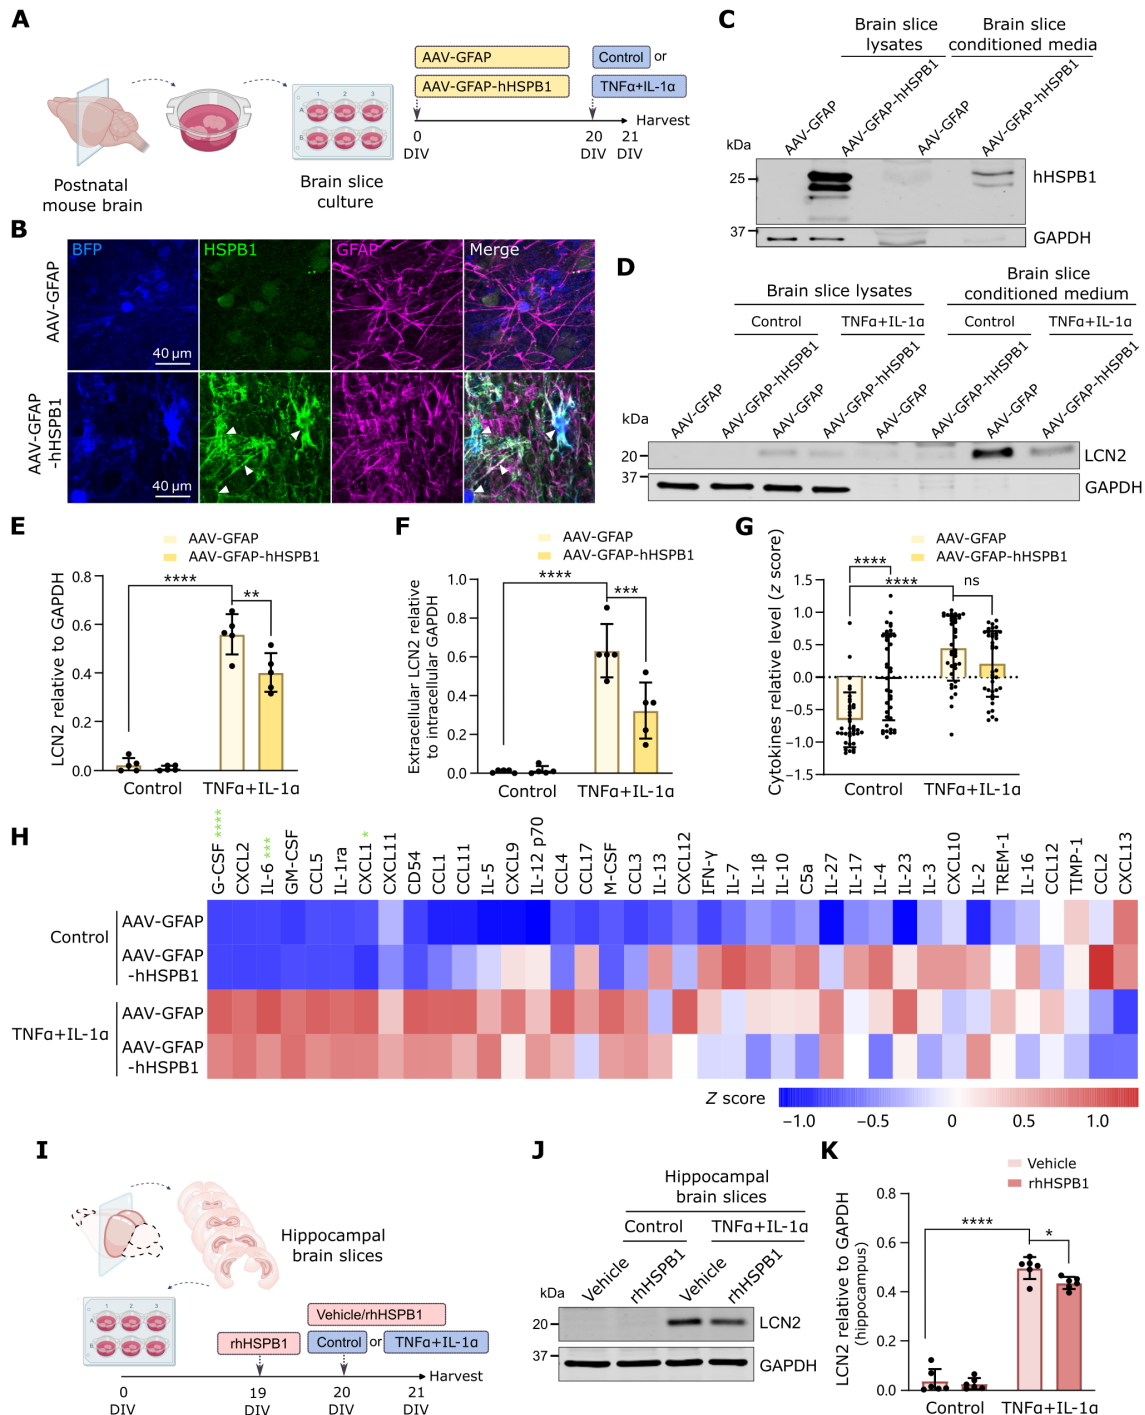 A
AAV-GFAP
AAV-GFAP-hHSPB1
Control or
TNFα+IL-1α
Harvest
0
DIV
20
DIV
21
DIV
Postnatal
mouse brain
Brain slice
culture
1 2 3
A
B
B
BFP
HSPB1
GFAP
Merge
AAV-GFAP
40 µm
AAV-GFAP
-hHSPB1
40 µm
C
Brain slice
lysates
Brain slice
conditioned media
AAV-GFAP
AAV-GFAP-hHSPB1
AAV-GFAP
AAV-GFAP-hHSPB1
kDa
25
hHSPB1
37
GAPDH
D
Brain slice lysates
Brain slice
conditioned medium
Control
TNFα+IL-1α
Control
TNFα+IL-1α
AAV-GFAP
AAV-GFAP-hHSPB1
AAV-GFAP
AAV-GFAP-hHSPB1
AAV-GFAP
AAV-GFAP-hHSPB1
AAV-GFAP
AAV-GFAP-hHSPB1
kDa
20
LCN2
37
GAPDH
E
AAV-GFAP
AAV-GFAP-hHSPB1
LCN2 relative to GAPDH
0.8
0.6
0.4
0.2
0.0
****
**
Control
TNFα+IL-1α
F
AAV-GFAP
AAV-GFAP-hHSPB1
Extracellular LCN2 relative
to intracellular GAPDH
1.0
0.8
0.6
0.4
0.2
0.0
****
***
Control
TNFα+IL-1α
G
AAV-GFAP
AAV-GFAP-hHSPB1
Cytokines relative level (z score)
1.5
1.0
0.5
0.0
−0.5
−1.0
−1.5
****
****
ns
Control
TNFα+IL-1α
H
G-CSF ****
CXCL2
IL-6 ***
GM-CSF
CCL5
IL-1ra
CXCL1 *
CXCL11
CD54
CCL1
CCL11
IL-5
CXCL9
IL-12 p70
CCL4
CCL17
M-CSF
CCL3
IL-13
CXCL12
IFN-γ
IL-7
IL-1β
IL-10
C5a
IL-27
IL-17
IL-4
IL-23
IL-3
CXCL10
IL-2
TREM-1
IL-16
CCL12
TIMP-1
CCL2
CXCL13
Control
AAV-GFAP
AAV-GFAP
-hHSPB1
TNFα+IL-1α
AAV-GFAP
AAV-GFAP
-hHSPB1
Z score
−1.0
−0.5
0
0.5
1.0
I
Hippocampal
brain slices
1 2 3
A
B
Vehicle/rhHSPB1
rhHSPB1
Control or TNFα+IL-1α
Harvest
0
DIV
19
DIV
20
DIV
21
DIV
J
Hippocampal
brain slices
Control
TNFα+IL-1α
Vehicle
rhHSPB1
Vehicle
rhHSPB1
kDa
20
LCN2
37
GAPDH
K
Vehicle
rhHSPB1
LCN2 relative to GAPDH
(hippocampus)
0.8
0.6
0.4
0.2
0.0
****
*
Control
TNFα+IL-1α